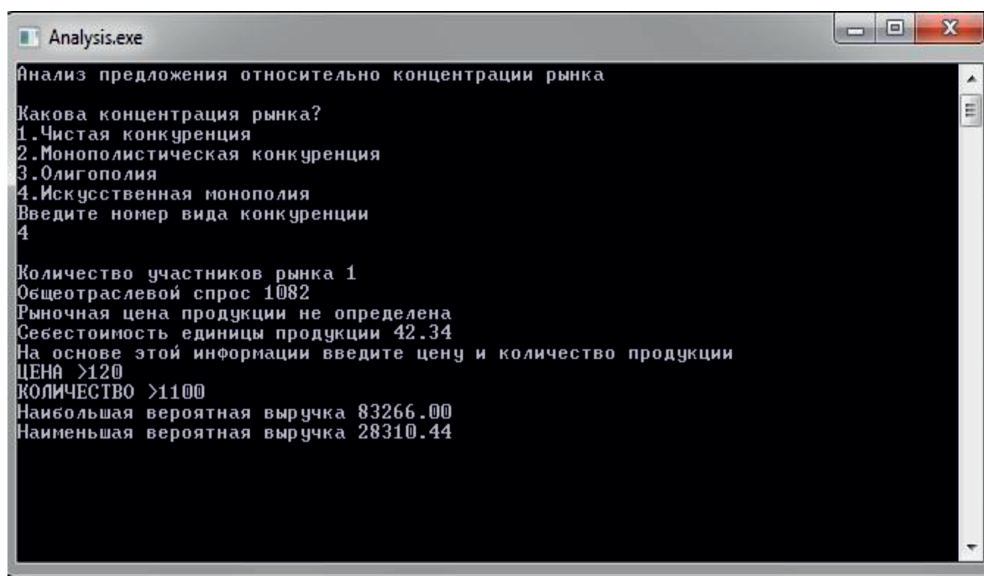 Analysis.exe
Анализ предложения относительно концентрации рынка
Какова концентрация рынка?
1.Чистая конкуренция
2.Монополистическая конкуренция
3.Олигополия
4.Искусственная монополия
Введите номер вида конкуренции
4
Количество участников рынка 1
Общеотраслевой спрос 1082
Рыночная цена продукции не определена
Себестоимость единицы продукции 42.34
На основе этой информации введите цену и количество продукции
ЦЕНА >120
КОЛИЧЕСТВО >1100
Наибольшая вероятная выручка 83266.00
Наименьшая вероятная выручка 28310.44